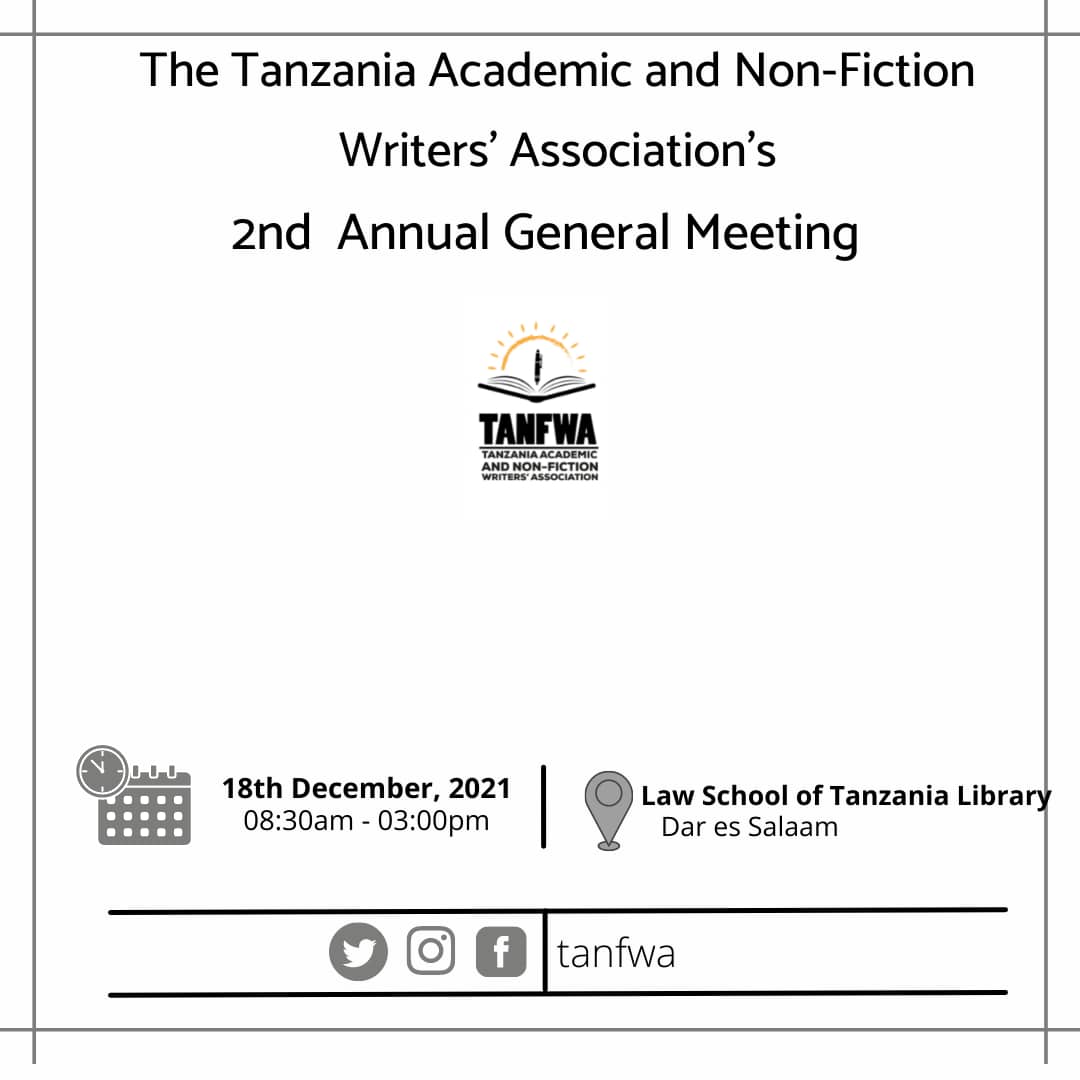 The Tanzania Academic and Non-Fiction
Writers’ Association’s
2nd Annual General Meeting
TANFWA
TANZANIA ACADEMIC
AND NON-FICTION
WRITERS' ASSOCIATION
18th December, 2021
08:30am - 03:00pm
Law School of Tanzania Library
Dar es Salaam
tanfwa